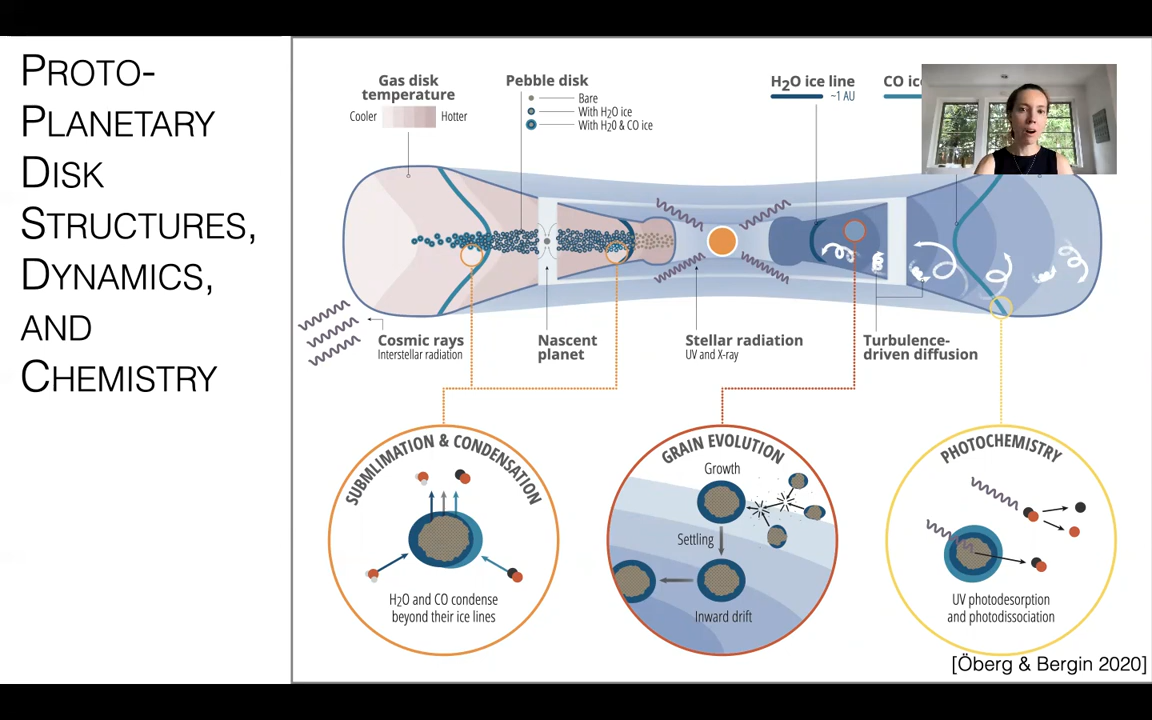 PROTO-
PLANETARY
DISK
STRUCTURES,
DYNAMICS,
AND
CHEMISTRY
Gas disk
temperature
Cooler
Hotter
Pebble disk
Bare
With H2O ice
With H20 & CO ice
H2O ice line
~1 AU
CO
Cosmic rays
Interstellar radiation
Nascent
planet
Stellar radiation
UV and X-ray
Turbulence-
driven diffusion
SUBMLIMATION & CONDENSATION
H2O and CO condense
beyond their ice lines
GRAIN EVOLUTION
Growth
Settling
Inward drift
PHOTOCHEMISTRY
UV photodesorption
and photodissociation
[Öberg & Bergin 2020]